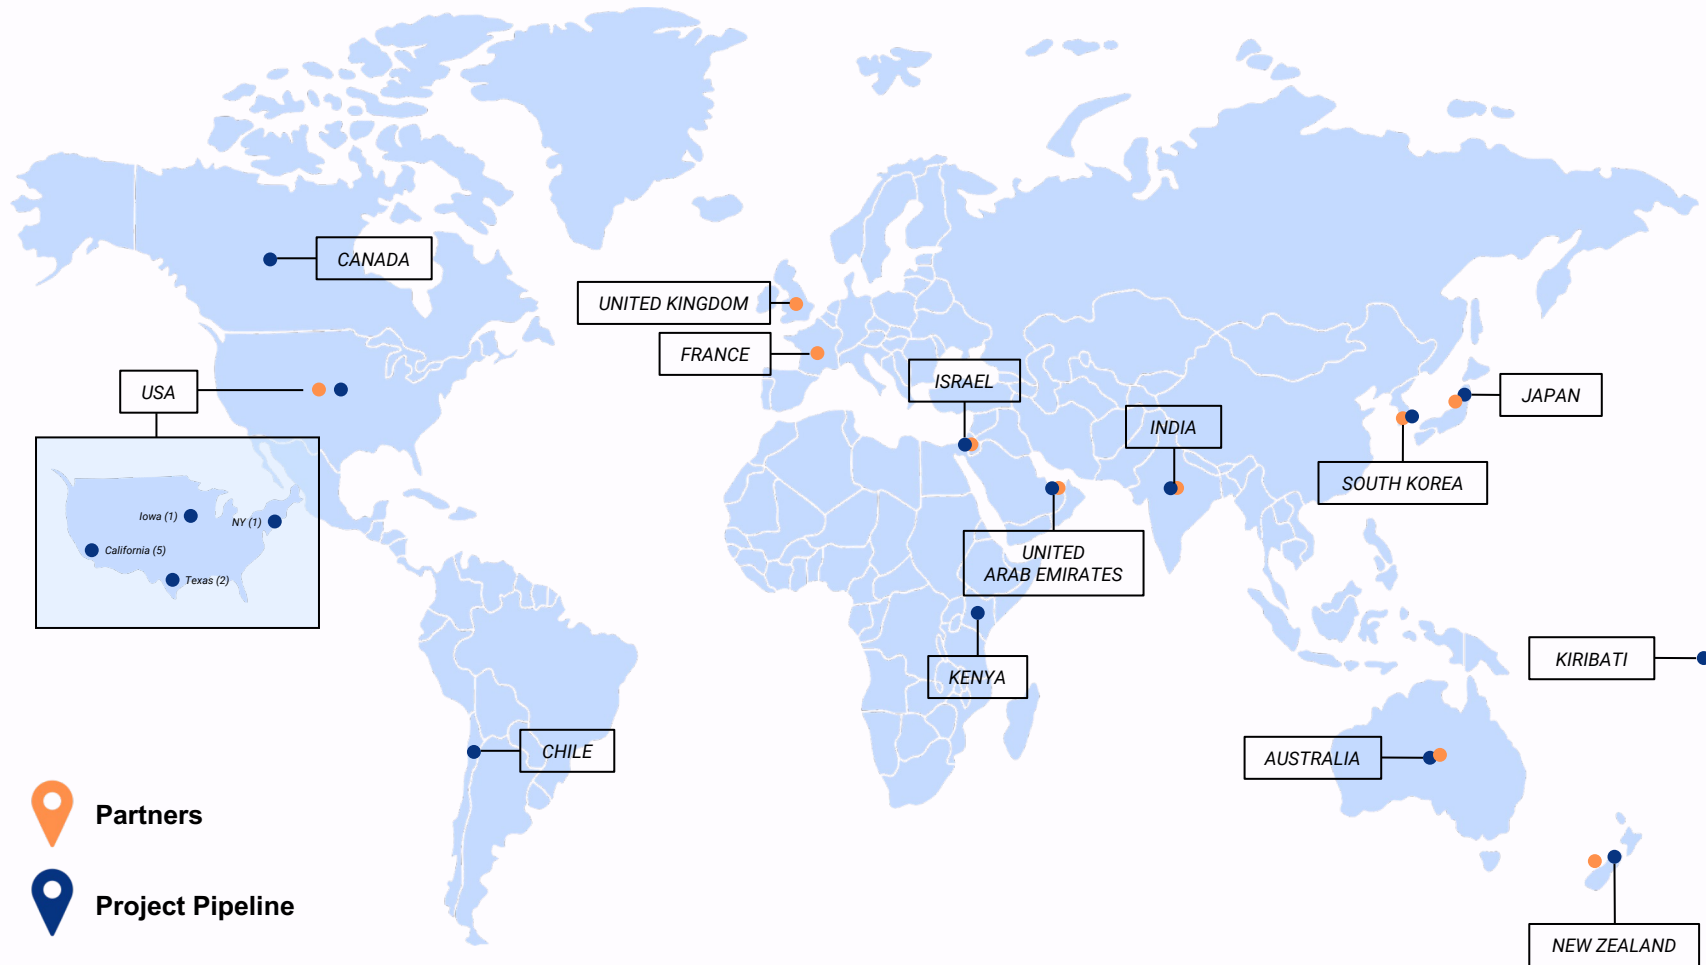 CANADA
UNITED KINGDOM
FRANCE
ISRAEL
USA
JAPAN
INDIA
SOUTH KOREA
Iowa (1)
NY (1)
California (5)
Texas (2)
UNITED
ARAB EMIRATES
KENYA
KIRIBATI
CHILE
AUSTRALIA
Partners
Project Pipeline
NEW ZEALAND